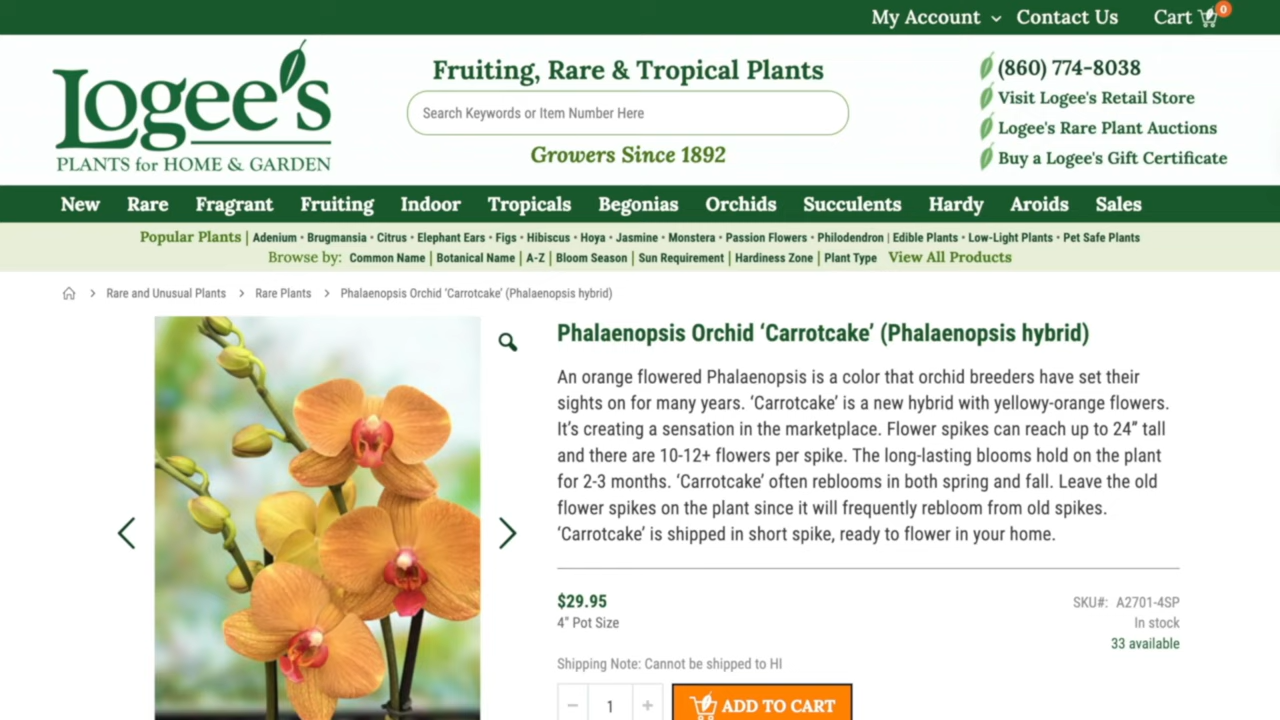 My Account Contact Us Cart 0
Logee's
PLANTS for HOME & GARDEN
Fruiting, Rare & Tropical Plants
Search Keywords or Item Number Here
Growers Since 1892
(860) 774-8038
Visit Logee's Retail Store
Logee's Rare Plant Auctions
Buy a Logee's Gift Certificate
New Rare Fragrant Fruiting Indoor Tropicals Begonias Orchids Succulents Hardy Aroids Sales
Popular Plants | Adenium • Brugmansia • Citrus • Elephant Ears • Figs • Hibiscus • Hoya • Jasmine • Monstera • Passion Flowers • Philodendron | Edible Plants • Low-Light Plants • Pet Safe Plants
Browse by: Common Name | Botanical Name | A-Z | Bloom Season | Sun Requirement | Hardiness Zone | Plant Type View All Products
> Rare and Unusual Plants > Rare Plants > Phalaenopsis Orchid ‘Carrotcake’ (Phalaenopsis hybrid)
Phalaenopsis Orchid ‘Carrotcake’ (Phalaenopsis hybrid)
An orange flowered Phalaenopsis is a color that orchid breeders have set their
sights on for many years. ‘Carrotcake’ is a new hybrid with yellowy-orange flowers.
It’s creating a sensation in the marketplace. Flower spikes can reach up to 24” tall
and there are 10-12+ flowers per spike. The long-lasting blooms hold on the plant
for 2-3 months. ‘Carrotcake’ often reblooms in both spring and fall. Leave the old
flower spikes on the plant since it will frequently rebloom from old spikes.
‘Carrotcake’ is shipped in short spike, ready to flower in your home.
$29.95
4" Pot Size
SKU#: A2701-4SP
In stock
33 available
Shipping Note: Cannot be shipped to HI
− 1 + ADD TO CART